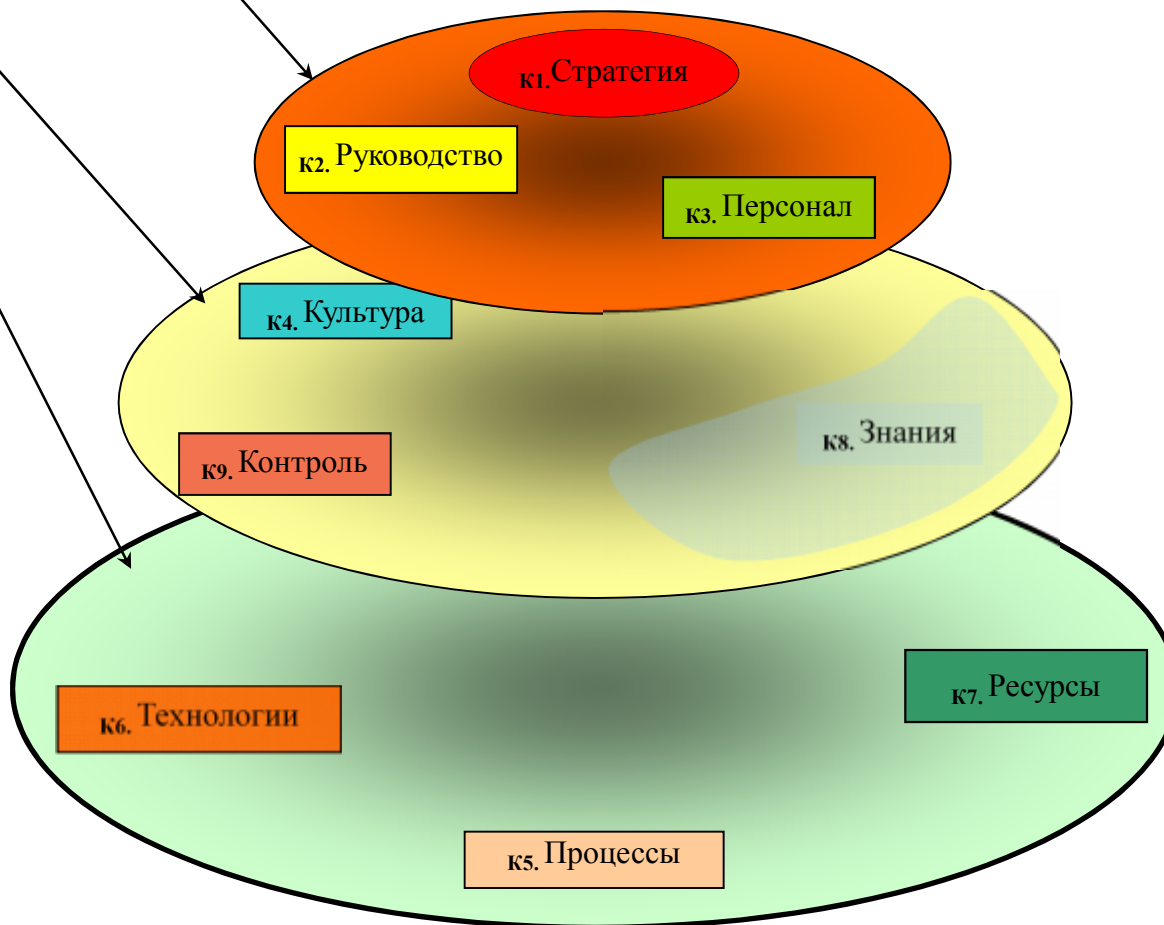 К1. Стратегия
К2. Руководство
К3. Персонал
К4. Культура
К8. Знания
К9. Контроль
К7. Ресурсы
К6. Технологии
К5. Процессы